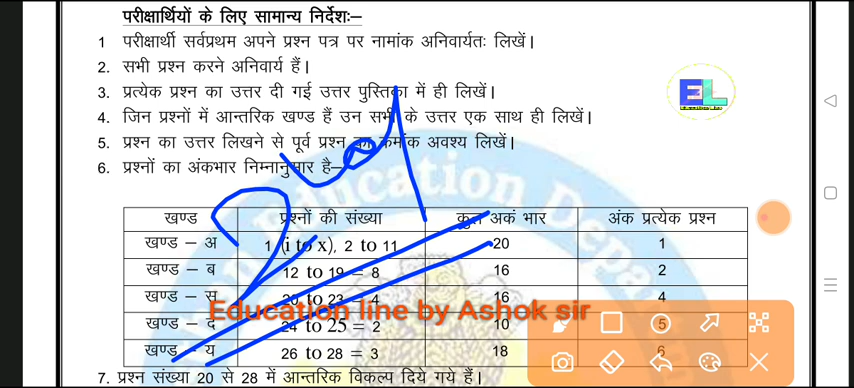 परीक्षार्थियों के लिए सामान्य निर्देशः–
1 परीक्षार्थी सर्वप्रथम अपने प्रश्न पत्र पर नामांक अनिवार्यतः लिखें।
2. सभी प्रश्न करने अनिवार्य हैं।
3. प्रत्येक प्रश्न का उत्तर दी गई उत्तर पुस्तिका में ही लिखें।
4. जिन प्रश्नों में आन्तरिक खण्ड हैं उन सभी के उत्तर एक साथ ही लिखें।
5. प्रश्न का उत्तर लिखने से पूर्व प्रश्न का क्रमांक अवश्य लिखें।
6. प्रश्नों का अंकभार निम्नानुसार है–
खण्ड प्रश्नों की संख्या कुल अकं भार अंक प्रत्येक प्रश्न
खण्ड – अ 1 (i to x), 2 to 11 20 1
खण्ड – ब 12 to 19 = 8 16 2
खण्ड – स 20 to 23 = 4 16 4
Education line by Ashok sir
खण्ड – द 24 to 25 = 2 10 5
खण्ड – य 26 to 28 = 3 18 6
7. प्रश्न संख्या 20 से 28 में आन्तरिक विकल्प दिये गये हैं।